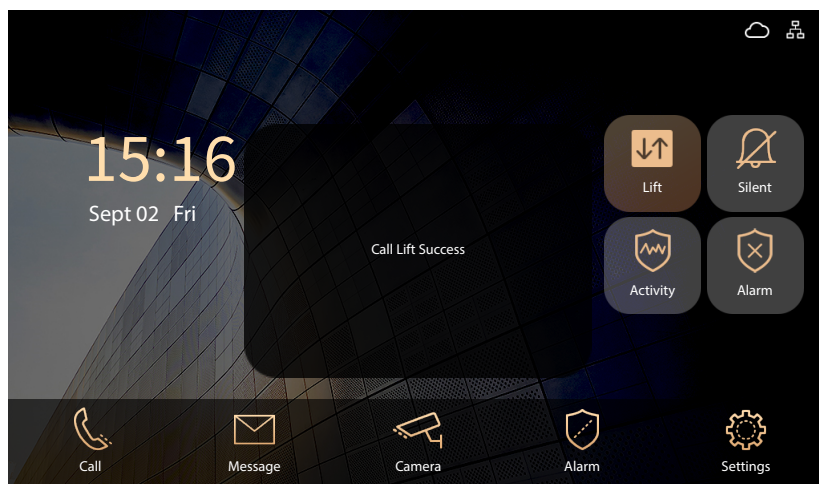 15:16
Sept 02 Fri
Call Lift Success
Lift
Silent
Activity
Alarm
Call
Message
Camera
Alarm
Settings